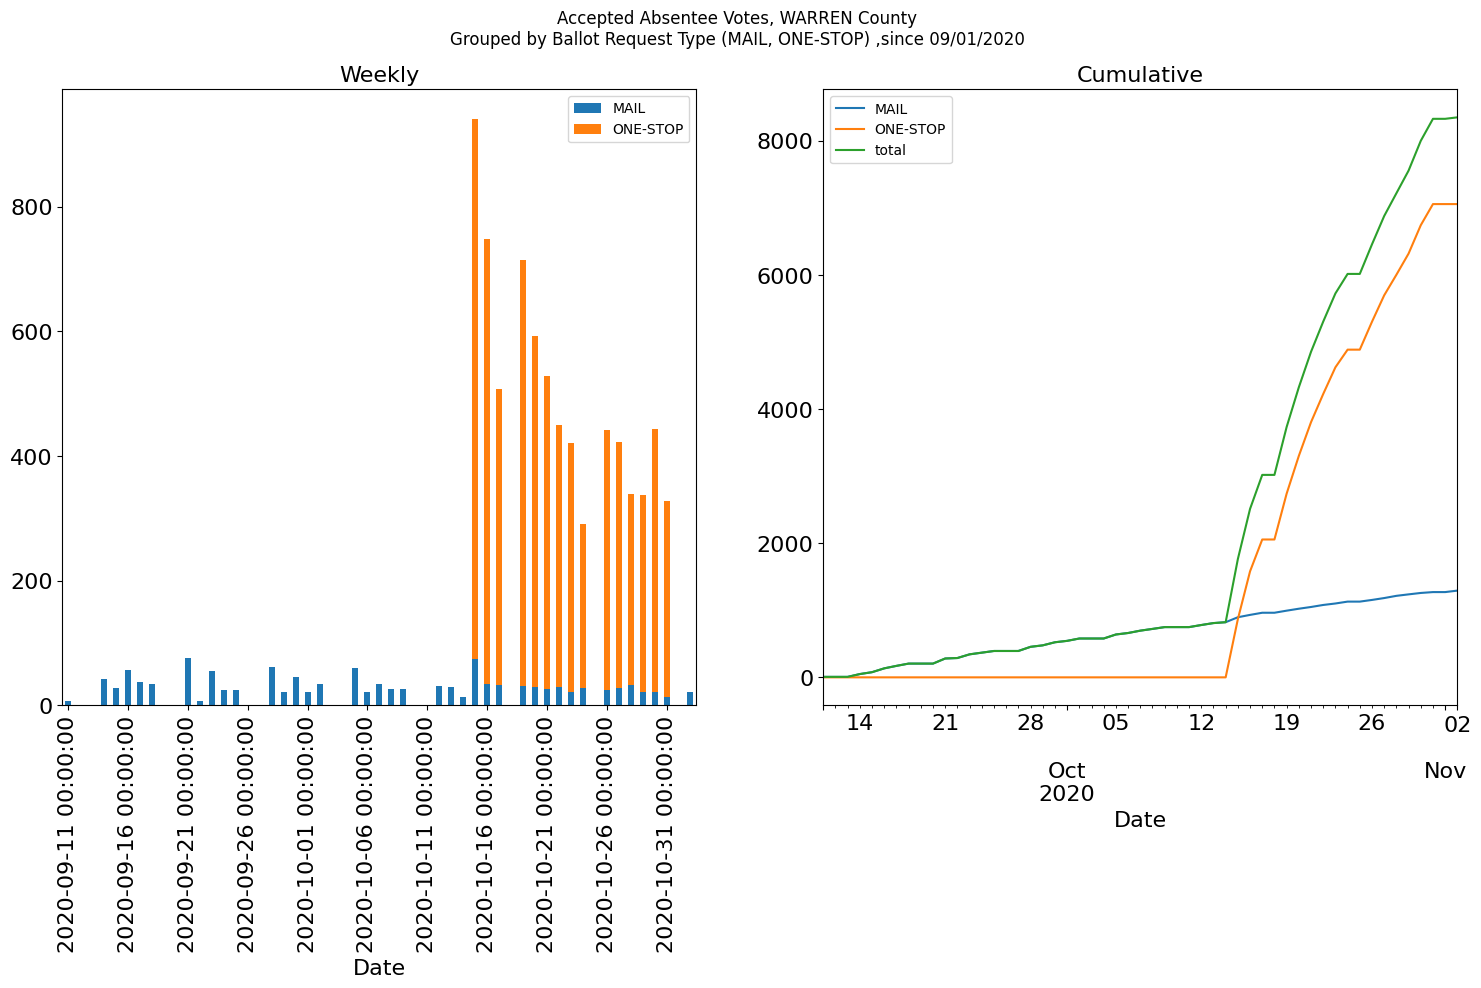 Accepted Absentee Votes, WARREN County
Grouped by Ballot Request Type (MAIL, ONE-STOP) ,since 09/01/2020
Weekly
MAIL
ONE-STOP
800
600
400
200
0
2020-09-11 00:00:00
2020-09-16 00:00:00
2020-09-21 00:00:00
2020-09-26 00:00:00
2020-10-01 00:00:00
2020-10-06 00:00:00
2020-10-11 00:00:00
2020-10-16 00:00:00
2020-10-21 00:00:00
2020-10-26 00:00:00
2020-10-31 00:00:00
Date
Cumulative
MAIL
ONE-STOP
total
8000
6000
4000
2000
0
14 21 28 05 12 19 26 02
Oct Nov
2020
Date